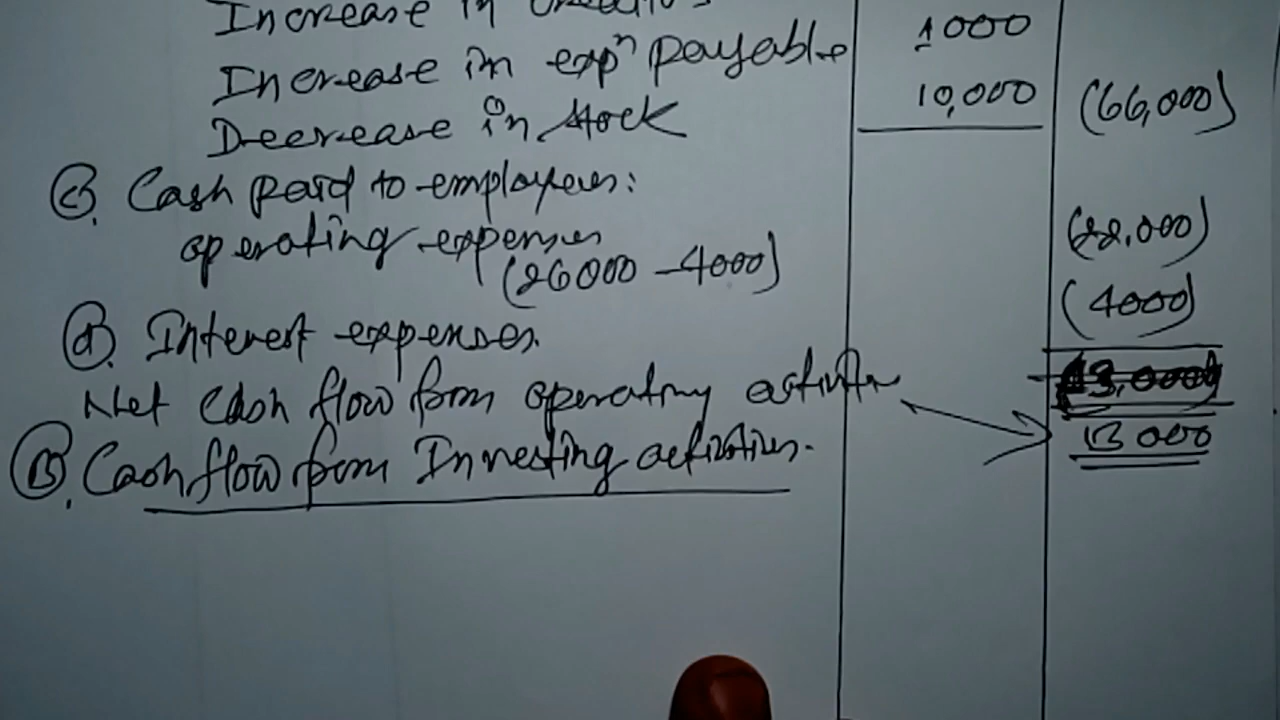 Increase in
Increase in expⁿ payable 1000
Decrease in stock 10,000 (66,000)
C. Cash paid to employees:
operating expenses (22,000)
(26000 - 4000)
d. Interest expenses. (4000)
Net Cash flow from operating activities 13000
B. Cash flow from Investing activities.